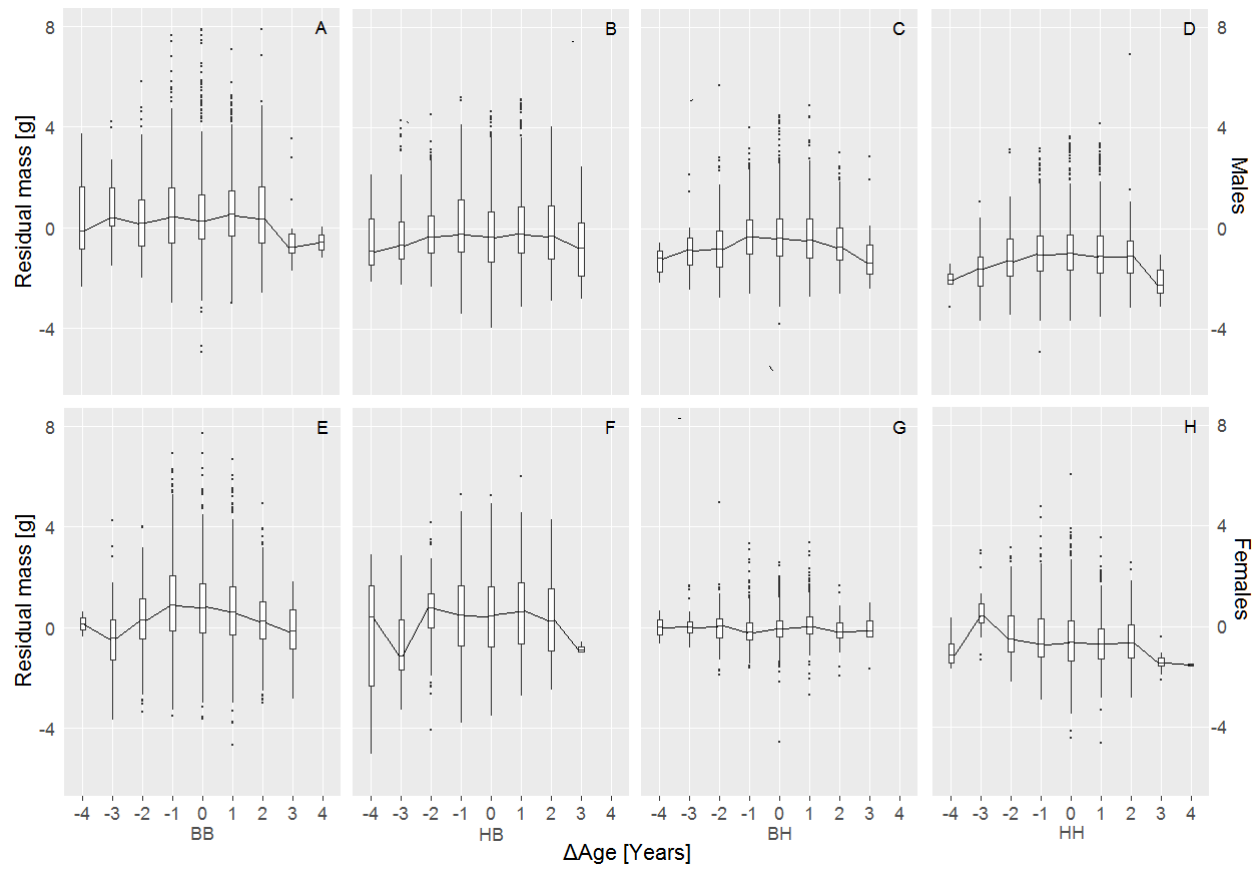 A B C D
8 8
4 4
0 0
-4 -4
Residual mass [g]
Males
E F G H
8 8
4 4
0 0
-4 -4
Residual mass [g]
Females
-4 -3 -2 -1 0 1 2 3 4 -4 -3 -2 -1 0 1 2 3 4 -4 -3 -2 -1 0 1 2 3 4 -4 -3 -2 -1 0 1 2 3 4
BB HB BH HH
ΔAge [Years]